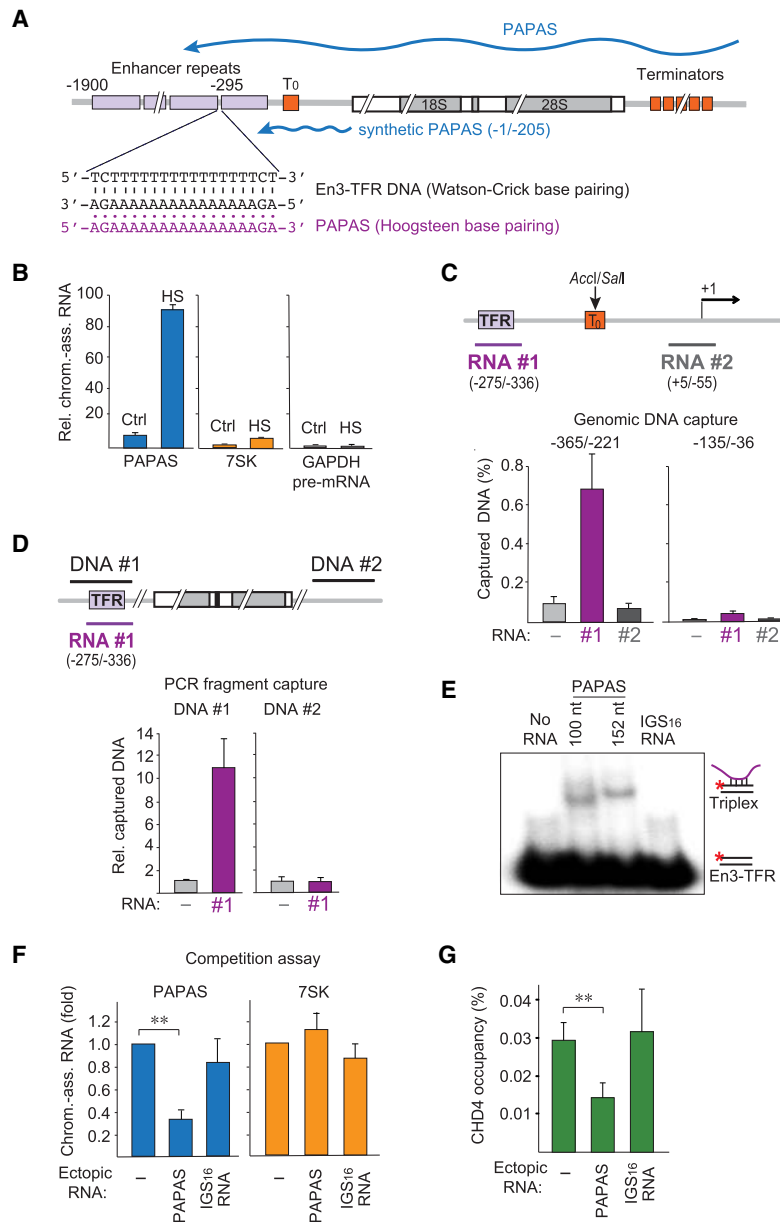 A
PAPAS
Enhancer repeats
-1900
-295
T0
Terminators
18S
28S
synthetic PAPAS (-1/-205)
5'-TCTTTTTTTTTTTTTTTTTCT-3'
3'-AGAAAAAAAAAAAAAAAAAGA-5'
En3-TFR DNA (Watson-Crick base pairing)
5'-AGAAAAAAAAAAAAAAAAAGA-3'
PAPAS (Hoogsteen base pairing)
B
Rel. chrom.-ass. RNA
100
80
60
40
20
Ctrl
HS
PAPAS
Ctrl HS
7SK
Ctrl HS
GAPDH
pre-mRNA
C
AccI/SalI
+1
TFR
T0
RNA #1
(-275/-336)
RNA #2
(+5/-55)
Genomic DNA capture
-365/-221
-135/-36
Captured DNA (%)
0.8
0.6
0.4
0.2
RNA: – #1 #2 – #1 #2
D
DNA #1
DNA #2
TFR
RNA #1
(-275/-336)
PCR fragment capture
DNA #1
DNA #2
Rel. captured DNA
14
12
10
8
6
4
2
RNA: – #1 – #1
E
PAPAS
No
RNA
100 nt
152 nt
IGS16
RNA
Triplex
En3-TFR
F
Competition assay
PAPAS
7SK
Chrom.-ass. RNA (fold)
1.2
1.0
0.8
0.6
0.4
0.2
**
Ectopic
RNA:
–
PAPAS
IGS16
RNA
–
PAPAS
IGS16
RNA
G
CHD4 occupancy (%)
0.04
0.03
0.02
0.01
**
Ectopic
RNA:
–
PAPAS
IGS16
RNA